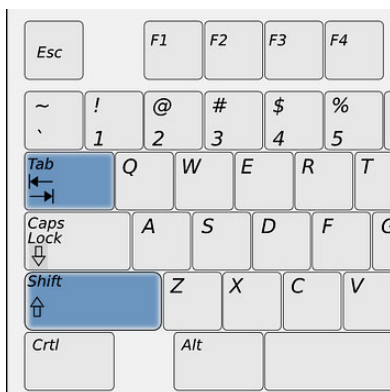 Esc F1 F2 F3 F4
~ ! @ # $ %
` 1 2 3 4 5
Tab Q W E R T
Caps Lock A S D F G
Shift Z X C V
Crtl Alt